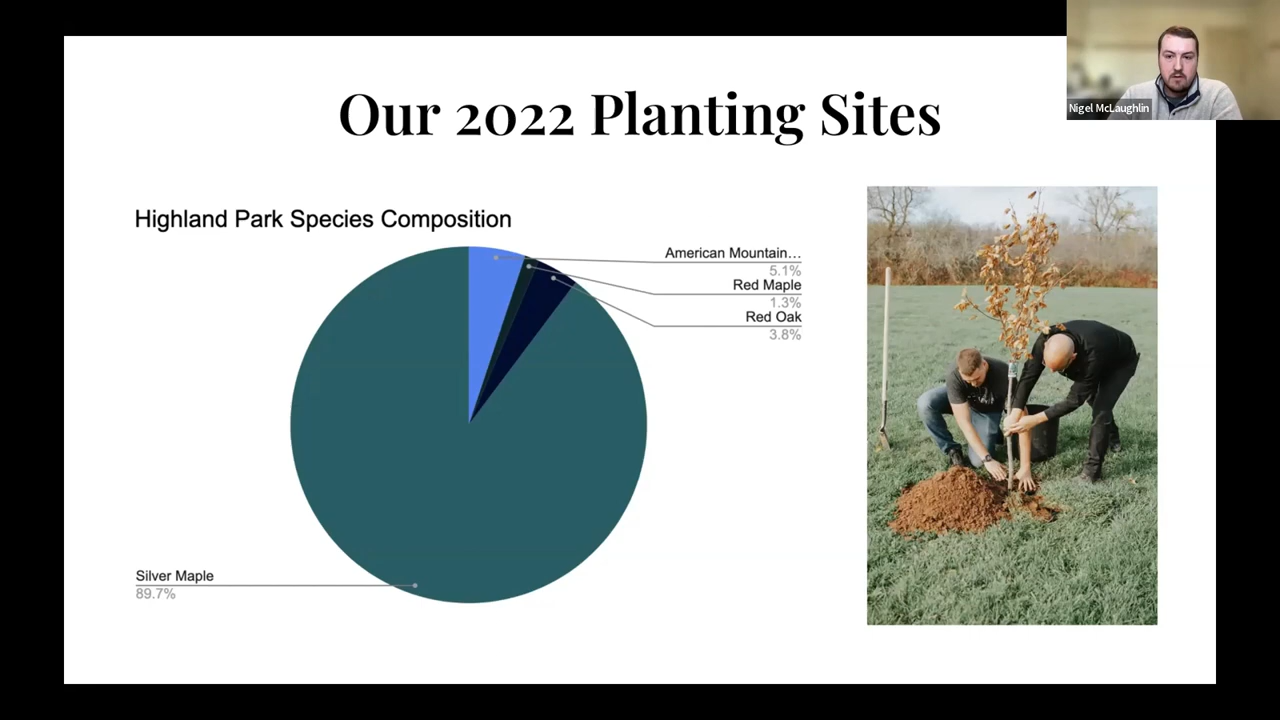 Our 2022 Planting Sites
Nigel McLaughlin
Highland Park Species Composition
American Mountain…
5.1%
Red Maple
1.3%
Red Oak
3.8%
Silver Maple
89.7%